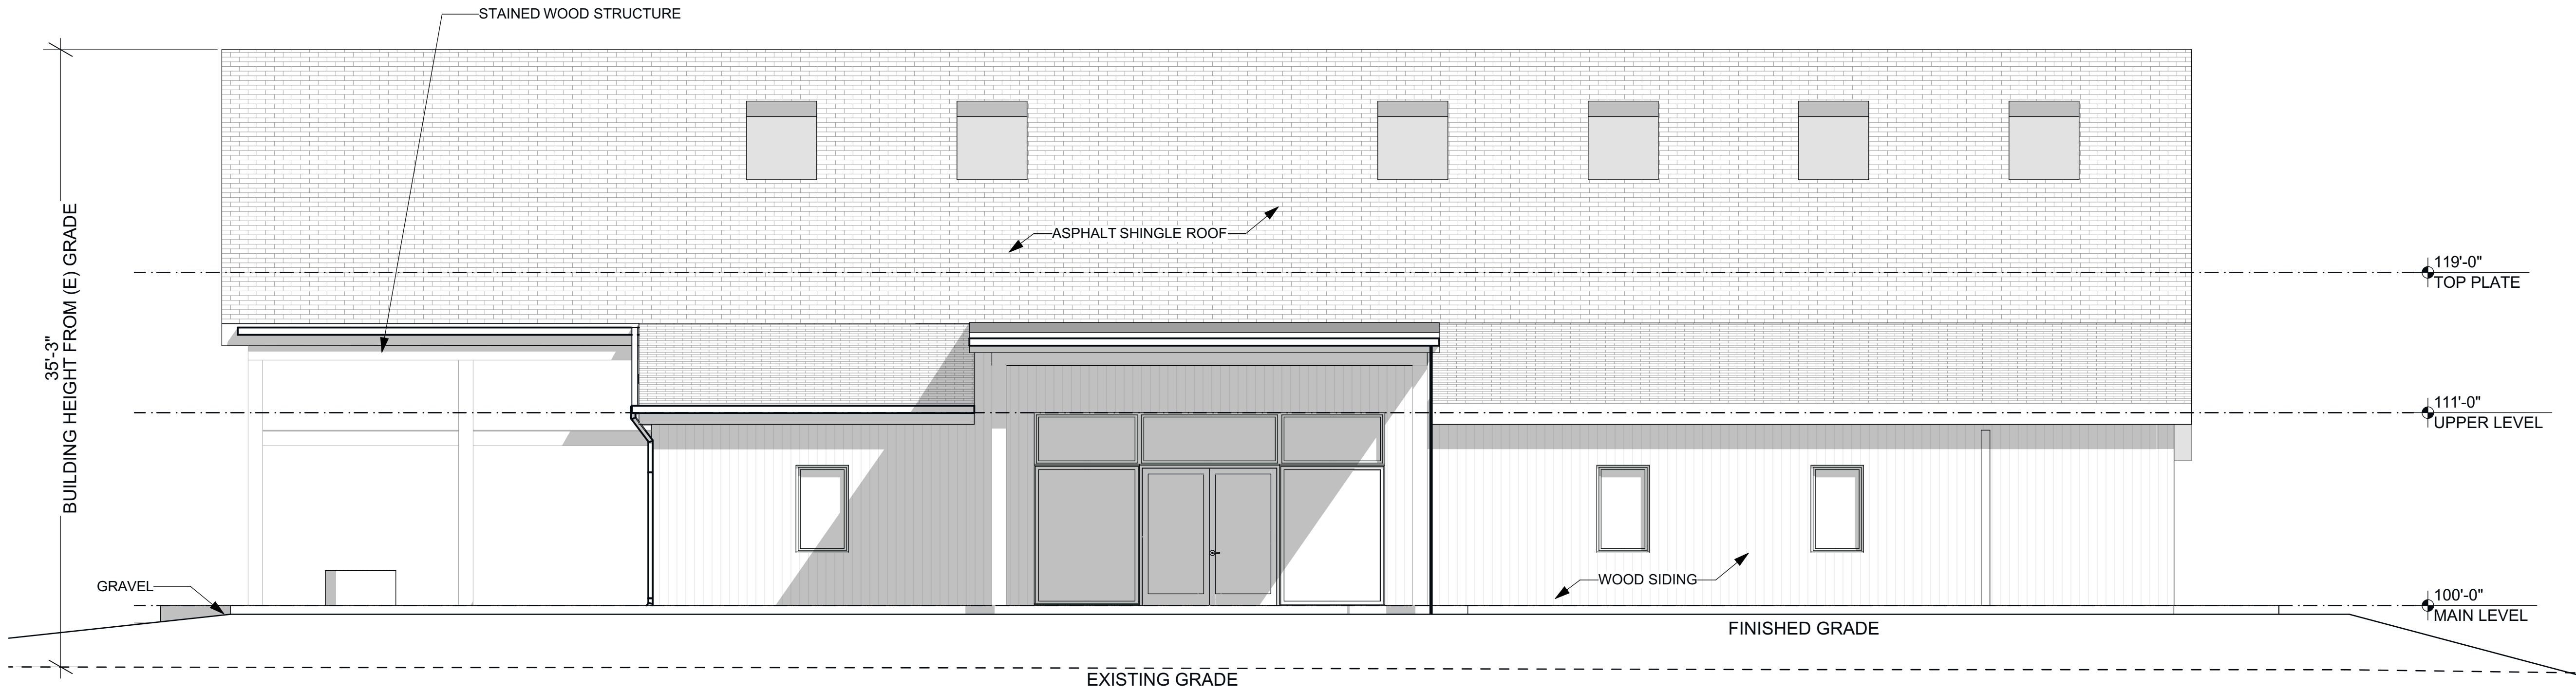 STAINED WOOD STRUCTURE
ASPHALT SHINGLE ROOF
119'-0"
TOP PLATE
35'-3"
BUILDING HEIGHT FROM (E) GRADE
111'-0"
UPPER LEVEL
GRAVEL
WOOD SIDING
100'-0"
MAIN LEVEL
FINISHED GRADE
EXISTING GRADE